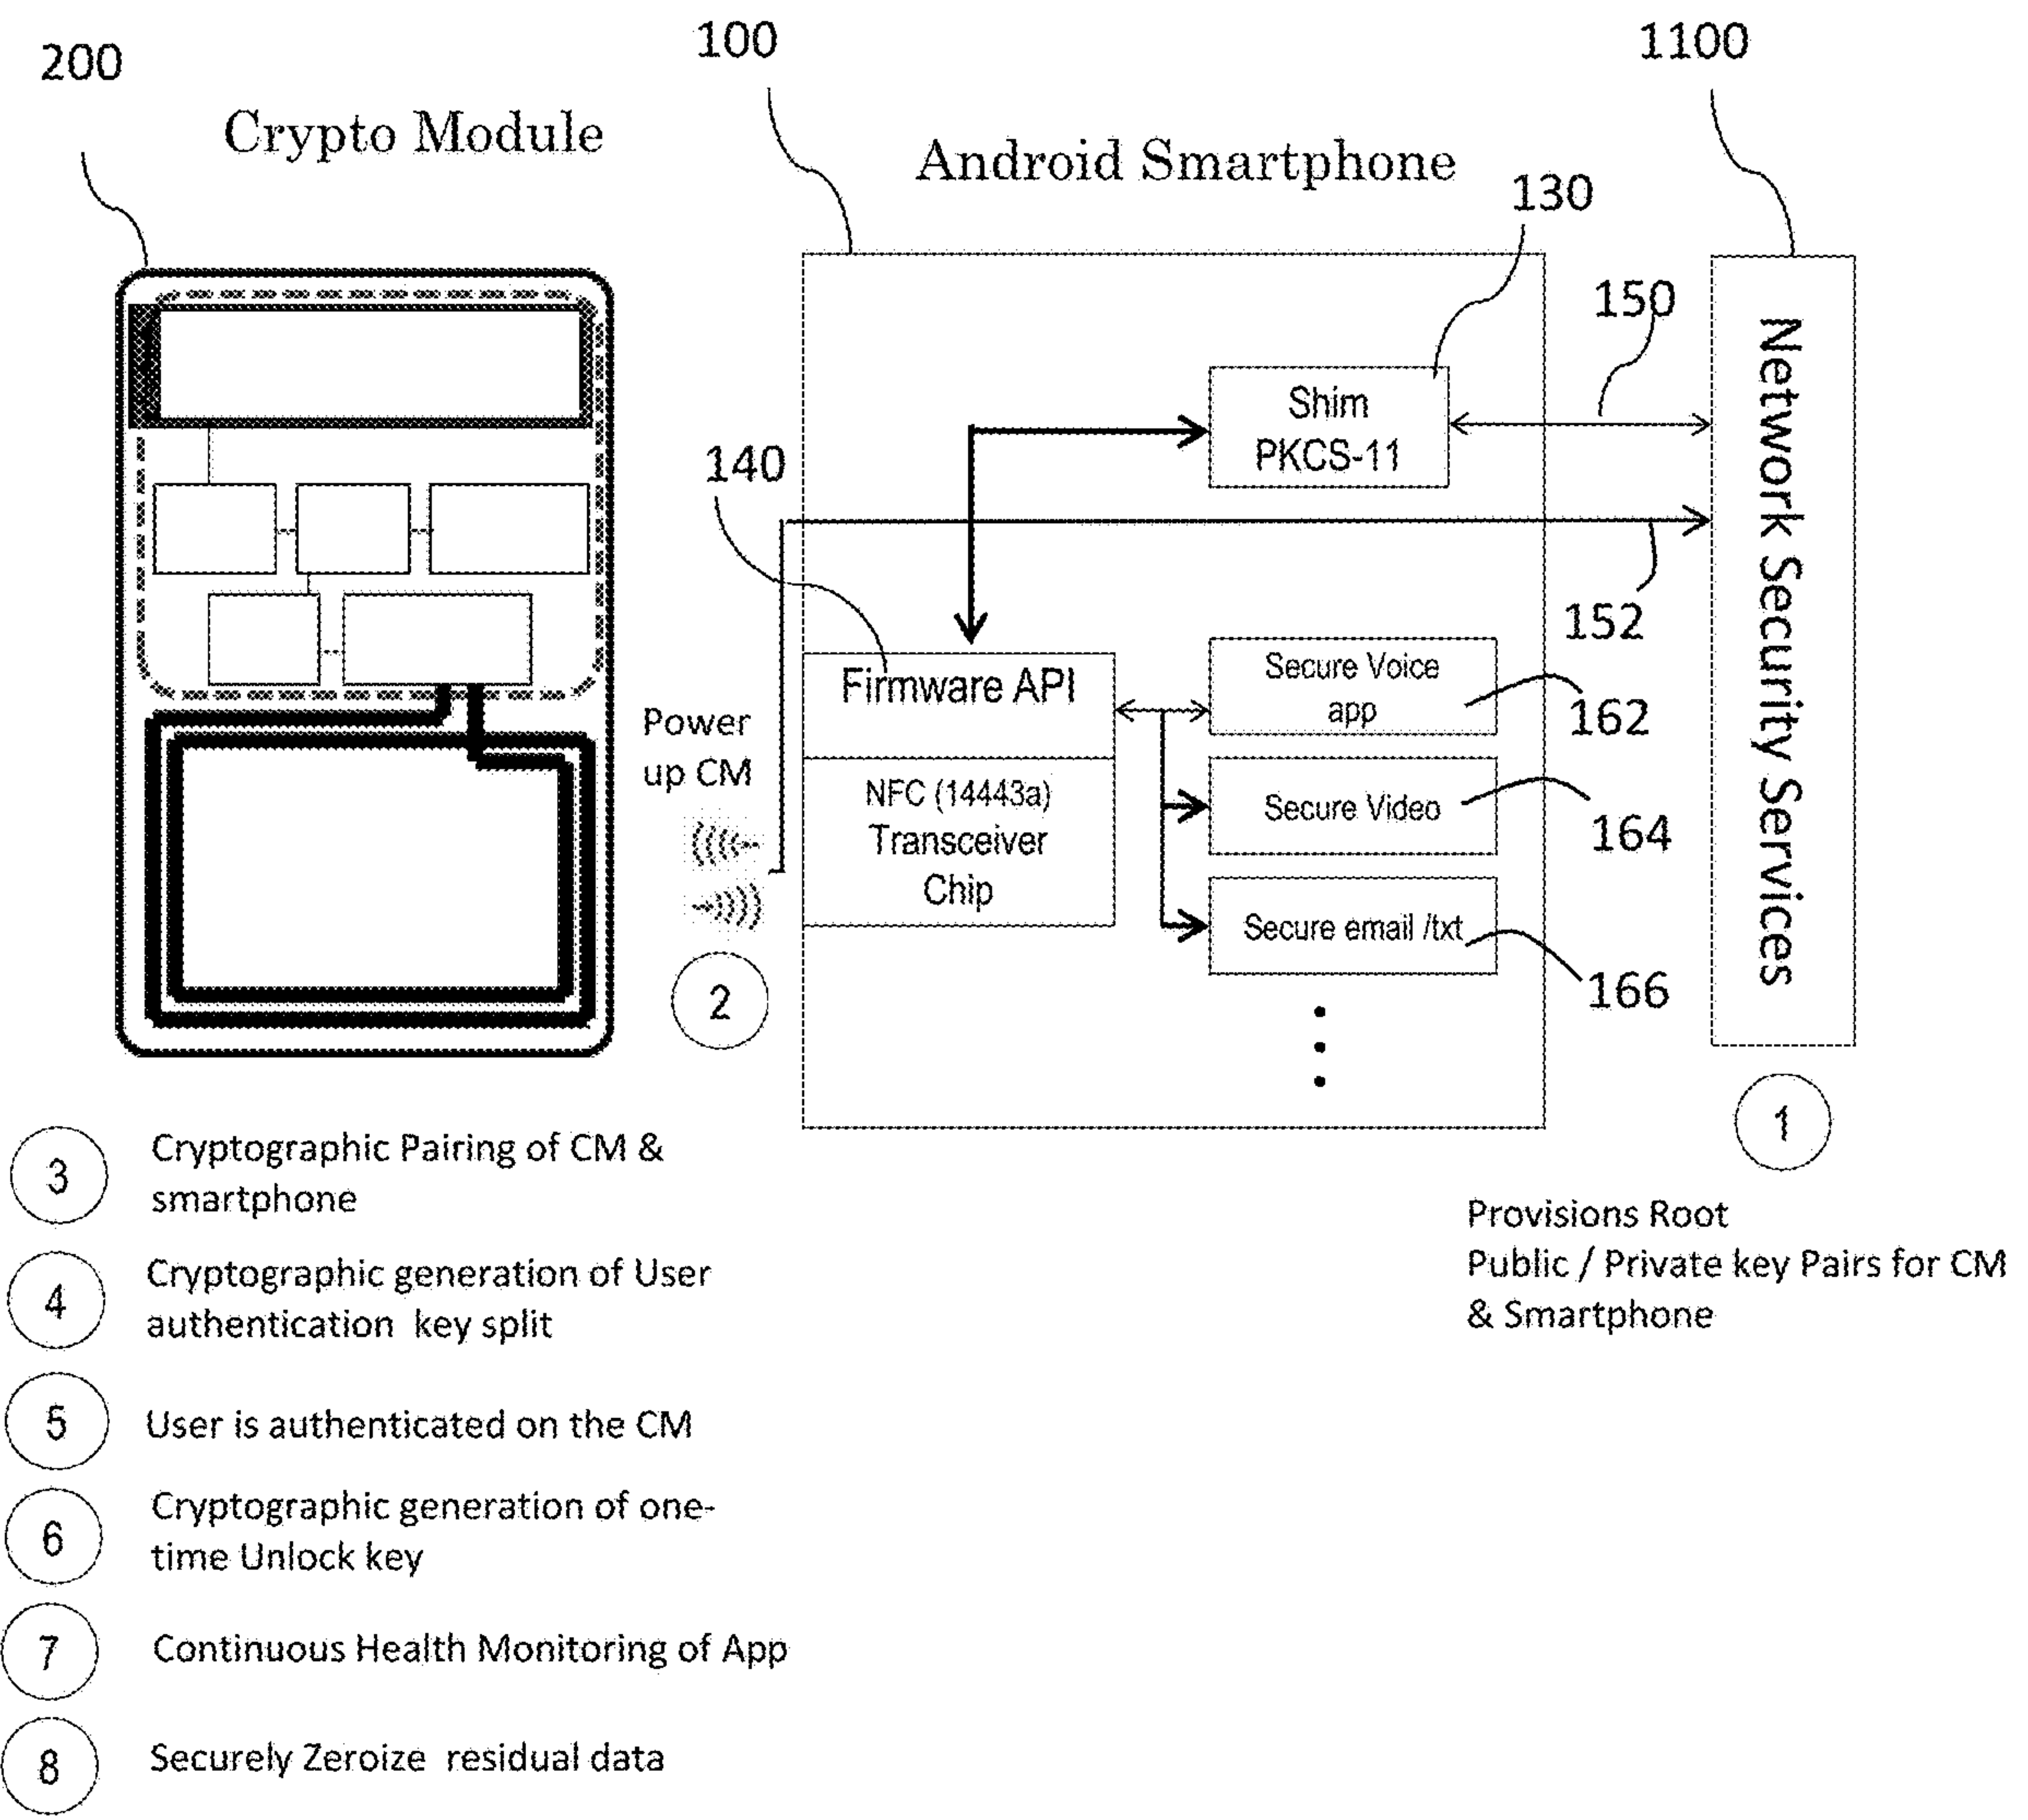 200
100
1100
Crypto Module
Android Smartphone
130
150
Shim
PKCS-11
140
152
Network Security Services
Firmware API
Secure Voice
app
162
Power
up CM
NFC (14443a)
Transceiver
Chip
Secure Video
164
Secure email /txt
166
2
1
Provisions Root
Public / Private key Pairs for CM
& Smartphone
3
Cryptographic Pairing of CM &
smartphone
4
Cryptographic generation of User
authentication key split
5
User is authenticated on the CM
6
Cryptographic generation of one-
time Unlock key
7
Continuous Health Monitoring of App
8
Securely Zeroize residual data